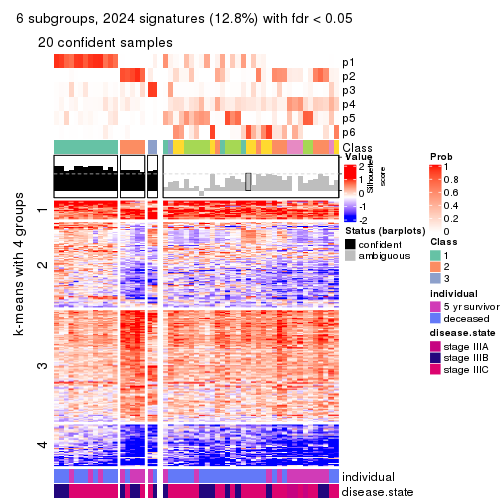 6 subgroups, 2024 signatures (12.8%) with fdr < 0.05
20 confident samples
p1
p2
p3
p4
p5
p6
Class
k-means with 4 groups
1
2
3
4
Silhouette
score
individual
disease.state
Value
2
1
0
-1
-2
Status (barplots)
confident
ambiguous
Prob
1
0.8
0.6
0.4
0.2
0
Class
1
2
3
individual
5 yr survivor
deceased
disease.state
stage IIIA
stage IIIB
stage IIIC